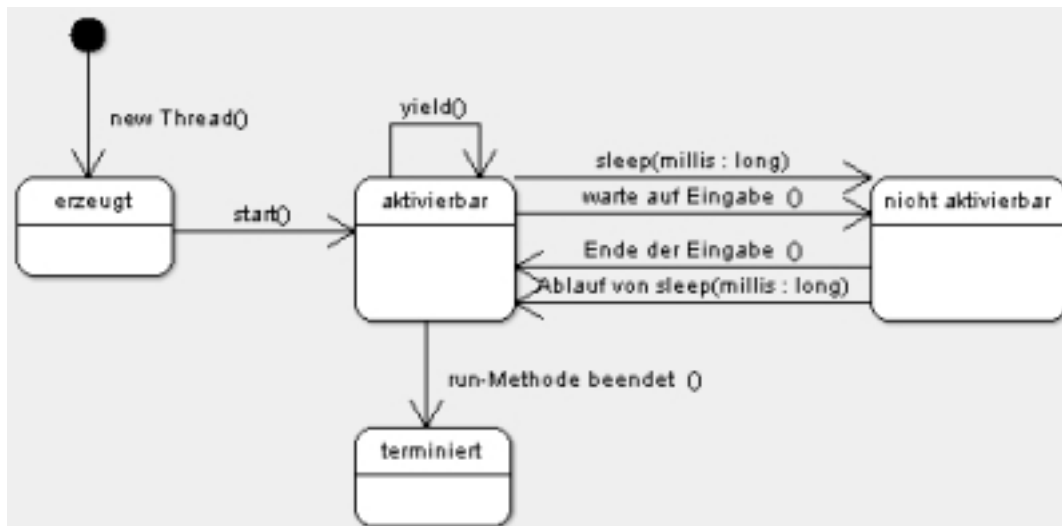 new Thread()
yield()
erzeugt
start()
aktivierbar
sleep(millis : long)
warte auf Eingabe ()
nicht aktivierbar
Ende der Eingabe ()
Ablauf von sleep(millis : long)
run-Methode beendet ()
terminiert